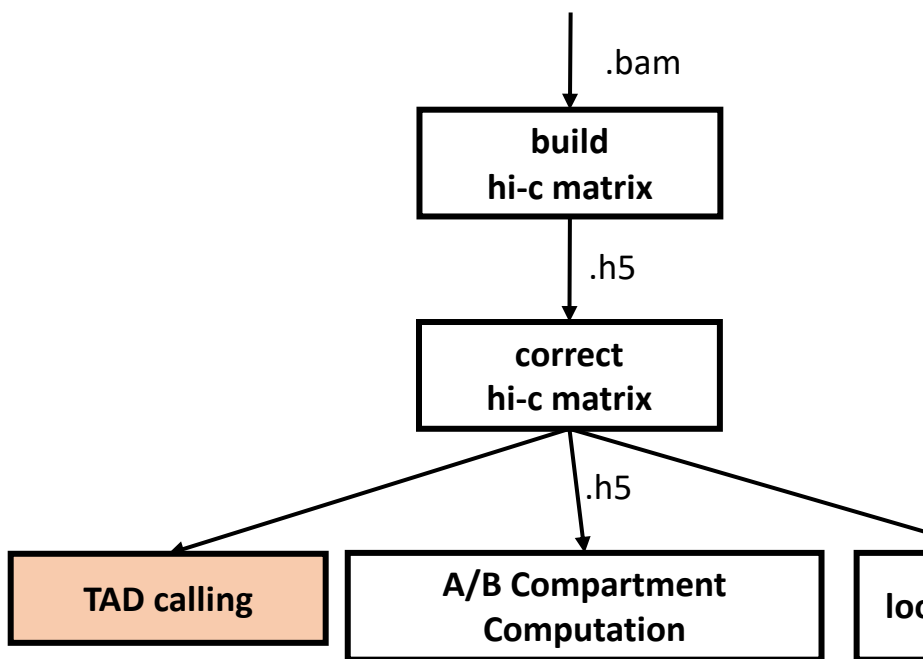 .bam
build
hi-c matrix
.h5
correct
hi-c matrix
.h5
TAD calling
A/B Compartment
Computation